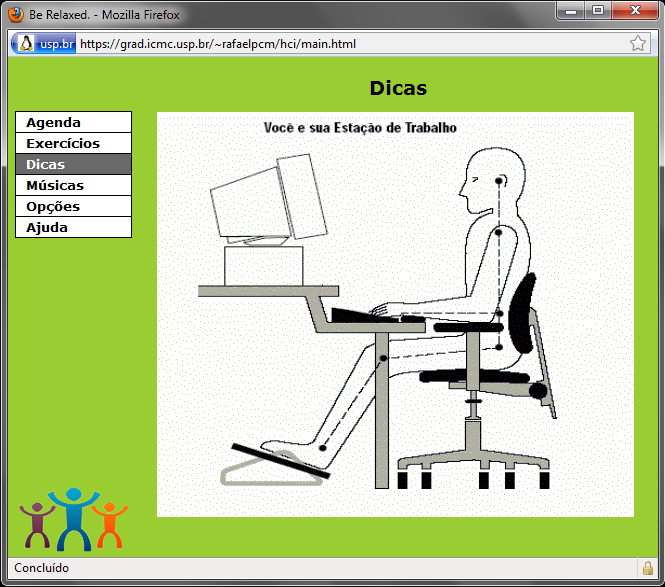 Be Relaxed. - Mozilla Firefox
usp.br https://grad.icmc.usp.br/~rafaelpcm/hci/main.html
Dicas
Agenda
Exercícios
Dicas
Músicas
Opções
Ajuda
Você e sua Estação de Trabalho
Concluído